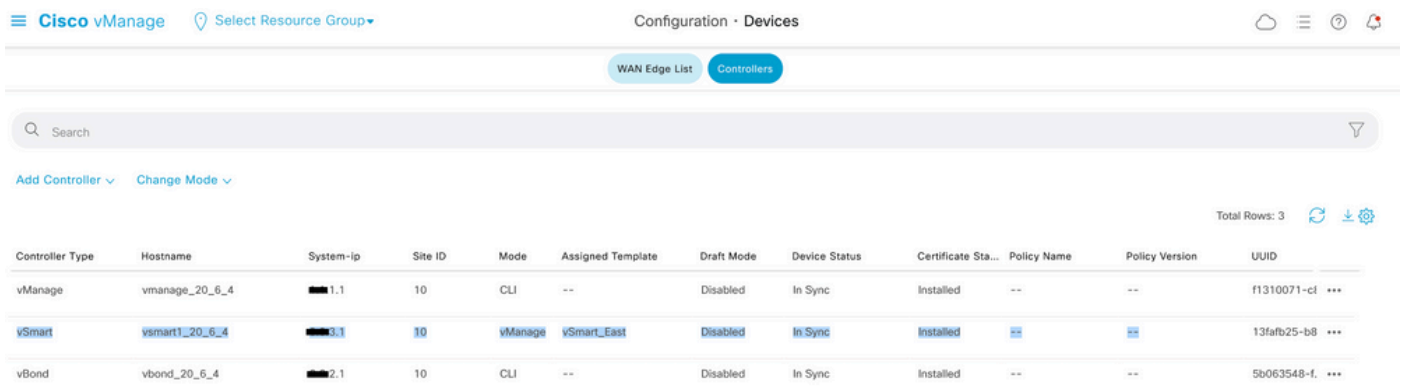 Cisco vManage Select Resource Group▾ Configuration · Devices
WAN Edge List Controllers
Search
Add Controller Change Mode
Total Rows: 3
Controller Type Hostname System-ip Site ID Mode Assigned Template Draft Mode Device Status Certificate Sta... Policy Name Policy Version UUID
vManage vmanage_20_6_4 1.1 10 CLI -- Disabled In Sync Installed -- -- f1310071-c •••
vSmart vsmart1_20_6_4 3.1 10 vManage vSmart_East Disabled In Sync Installed -- -- 13fafb25-b8 •••
vBond vbond_20_6_4 2.1 10 CLI -- Disabled In Sync Installed -- -- 5b063548-f. •••